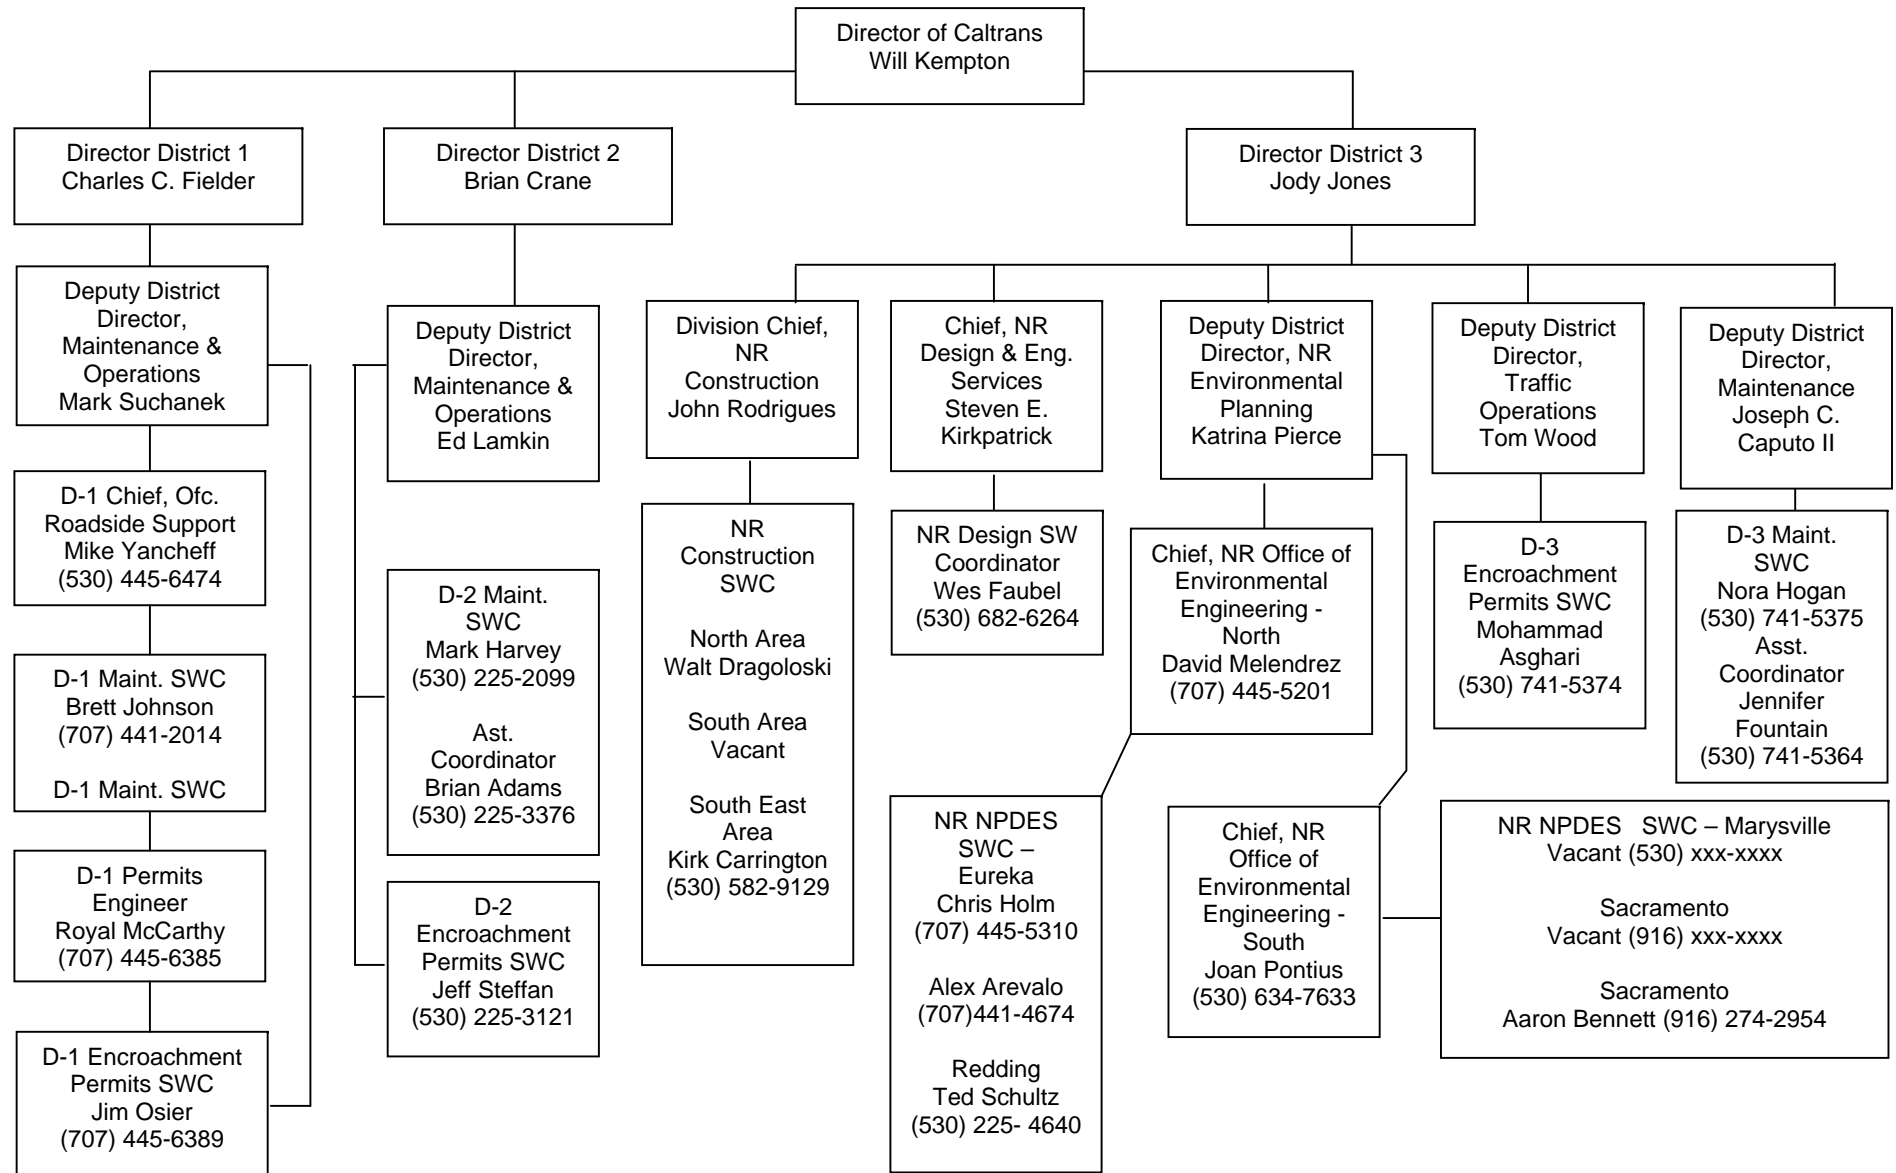 Director of Caltrans
Will Kempton
Director District 1
Charles C. Fielder
Director District 2
Brian Crane
Director District 3
Jody Jones
Deputy District
Director,
Maintenance &
Operations
Mark Suchanek
D-1 Chief, Ofc.
Roadside Support
Mike Yancheff
(530) 445-6474
D-1 Maint. SWC
Brett Johnson
(707) 441-2014
D-1 Maint. SWC
D-1 Permits
Engineer
Royal McCarthy
(707) 445-6385
D-1 Encroachment
Permits SWC
Jim Osier
(707) 445-6389
Deputy District
Director,
Maintenance &
Operations
Ed Lamkin
D-2 Maint.
SWC
Mark Harvey
(530) 225-2099
Ast.
Coordinator
Brian Adams
(530) 225-3376
D-2
Encroachment
Permits SWC
Jeff Steffan
(530) 225-3121
Division Chief,
NR
Construction
John Rodrigues
NR
Construction
SWC
North Area
Walt Dragoloski
South Area
Vacant
South East
Area
Kirk Carrington
(530) 582-9129
Chief, NR
Design & Eng.
Services
Steven E.
Kirkpatrick
NR Design SW
Coordinator
Wes Faubel
(530) 682-6264
Deputy District
Director, NR
Environmental
Planning
Katrina Pierce
Chief, NR Office of
Environmental
Engineering -
North
David Melendrez
(707) 445-5201
NR NPDES
SWC –
Eureka
Chris Holm
(707) 445-5310
Alex Arevalo
(707)441-4674
Redding
Ted Schultz
(530) 225- 4640
Chief, NR
Office of
Environmental
Engineering -
South
Joan Pontius
(530) 634-7633
NR NPDES   SWC – Marysville
Vacant (530) xxx-xxxx
Sacramento
Vacant (916) xxx-xxxx
Sacramento
Aaron Bennett (916) 274-2954
Deputy District
Director,
Traffic
Operations
Tom Wood
D-3
Encroachment
Permits SWC
Mohammad
Asghari
(530) 741-5374
Deputy District
Director,
Maintenance
Joseph C.
Caputo II
D-3 Maint.
SWC
Nora Hogan
(530) 741-5375
Asst.
Coordinator
Jennifer
Fountain
(530) 741-5364